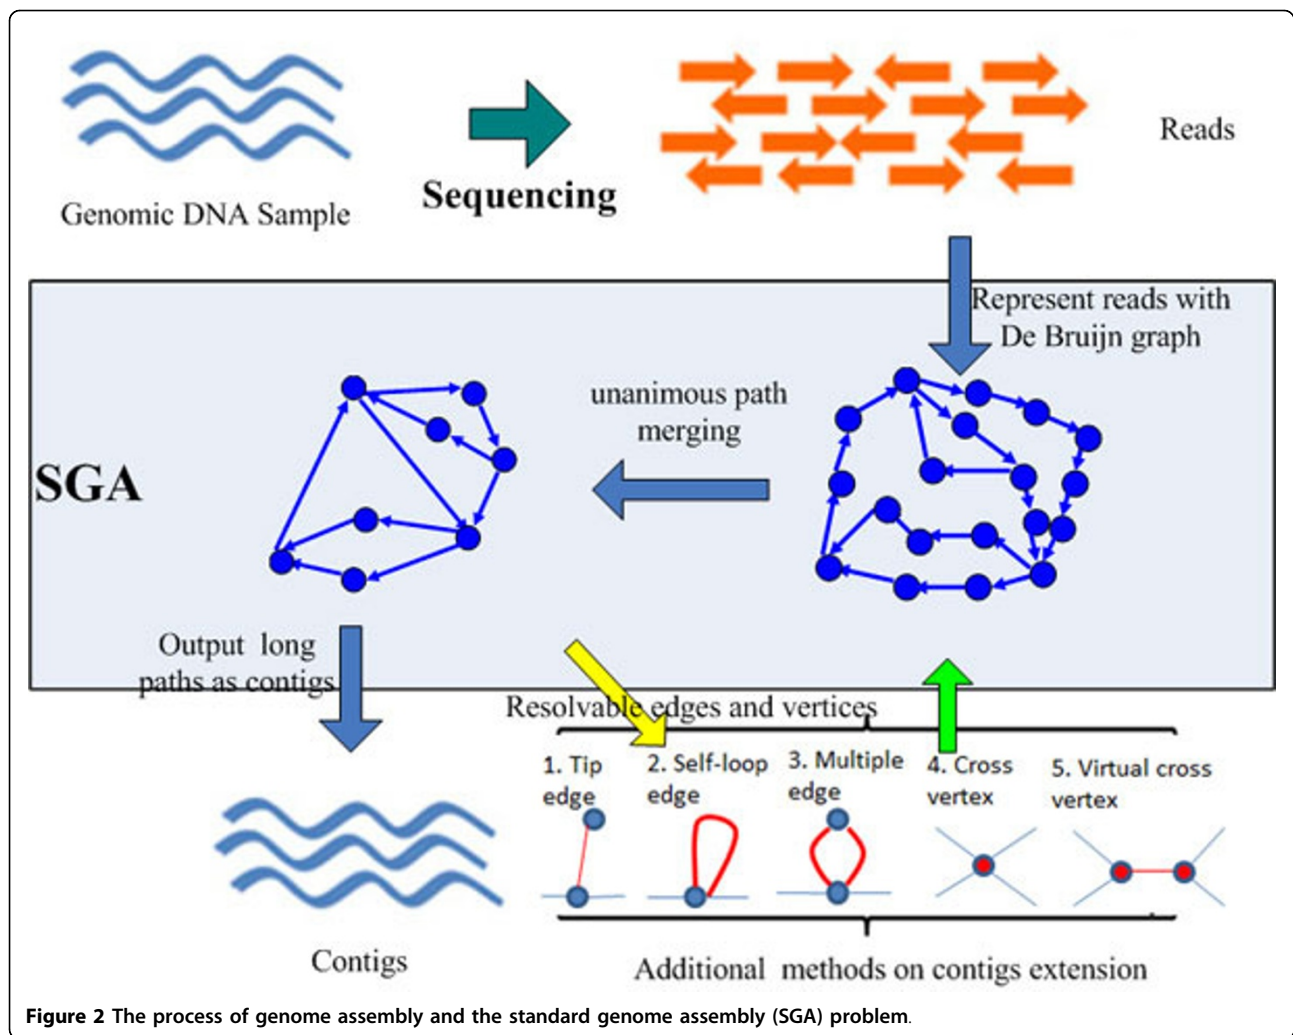 Genomic DNA Sample
Sequencing
Reads
Represent reads with
De Bruijn graph
unanimous path
merging
SGA
Output long
paths as contigs
Resolvable edges and vertices
1. Tip
edge
2. Self-loop
edge
3. Multiple
edge
4. Cross
vertex
5. Virtual cross
vertex
Contigs
Additional methods on contigs extension
Figure 2 The process of genome assembly and the standard genome assembly (SGA) problem.